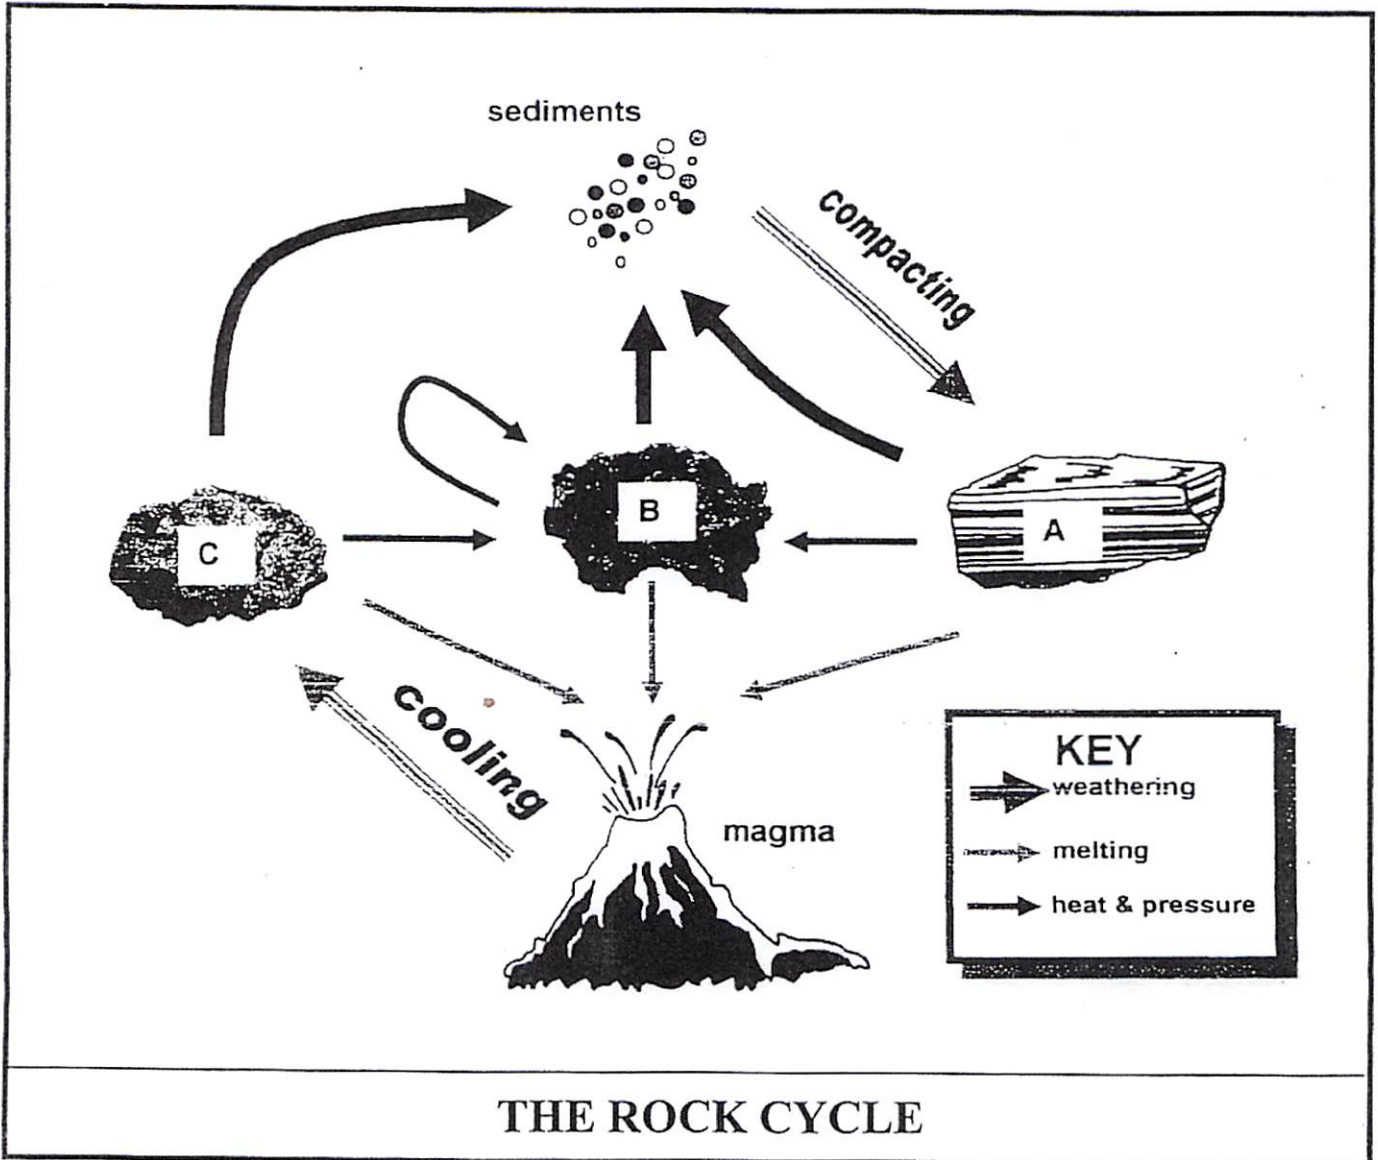 sediments
compacting
B
A
C
cooling
magma
KEY
weathering
melting
heat & pressure
THE ROCK CYCLE